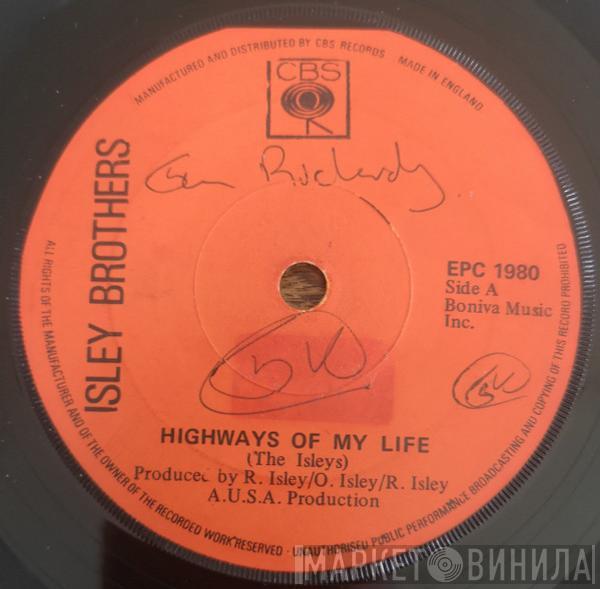 MANUFACTURED AND DISTRIBUTED BY CBS RECORDS MADE IN ENGLAND
CBS
ISLEY BROTHERS
EPC 1980
Side A
Boniva Music
Inc.
HIGHWAYS OF MY LIFE
(The Isleys)
Produced by R. Isley/O. Isley/R. Isley
A.U.S.A. Production
ALL RIGHTS OF THE MANUFACTURER AND OF THE OWNER OF THE RECORDED WORK RESERVED - UNAUTHORISED PUBLIC PERFORMANCE BROADCASTING AND COPYING OF THIS RECORD PROHIBITED
МАРКЕТ ВИНИЛА